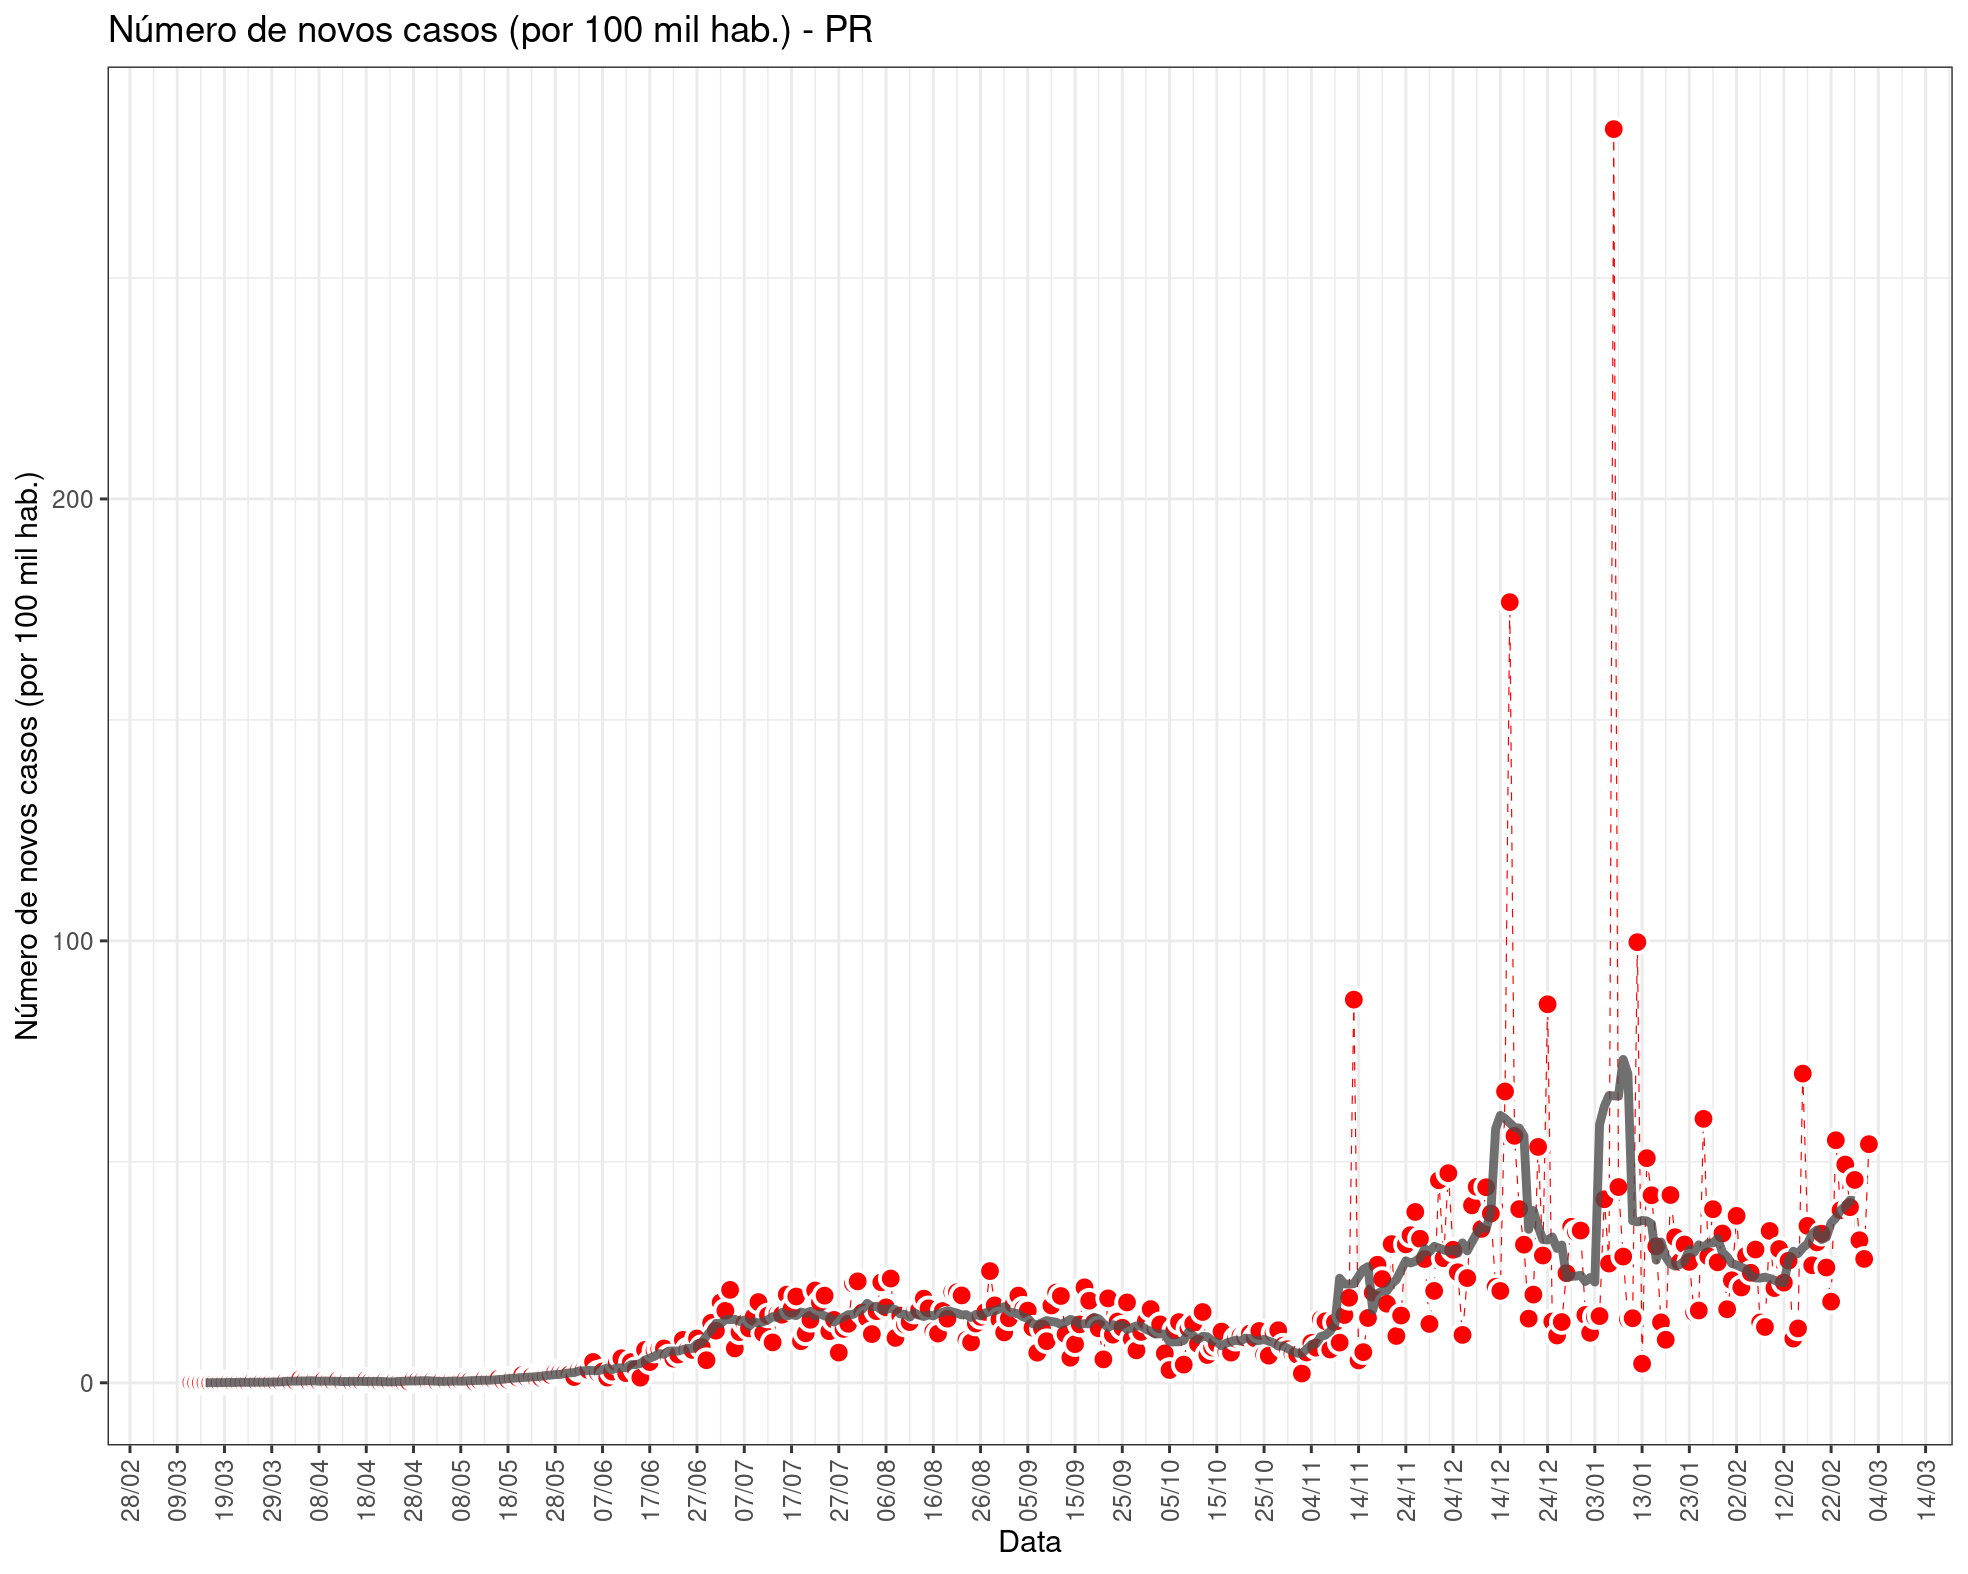 Número de novos casos (por 100 mil hab.) - PR
Número de novos casos (por 100 mil hab.)
200
100
0
28/02 09/03 19/03 29/03 08/04 18/04 28/04 08/05 18/05 28/05 07/06 17/06 27/06 07/07 17/07 27/07 06/08 16/08 26/08 05/09 15/09 25/09 05/10 15/10 25/10 04/11 14/11 24/11 04/12 14/12 24/12 03/01 13/01 23/01 02/02 12/02 22/02 04/03 14/03
Data